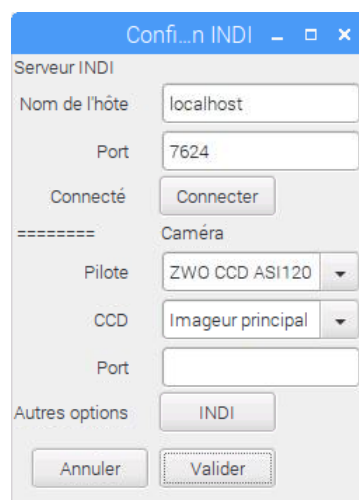 Confi...n INDI
Serveur INDI
Nom de l'hôte localhost
Port 7624
Connecté Connecter
======== Caméra
Pilote ZWO CCD ASI120
CCD Imageur principal
Port
Autres options INDI
Annuler Valider